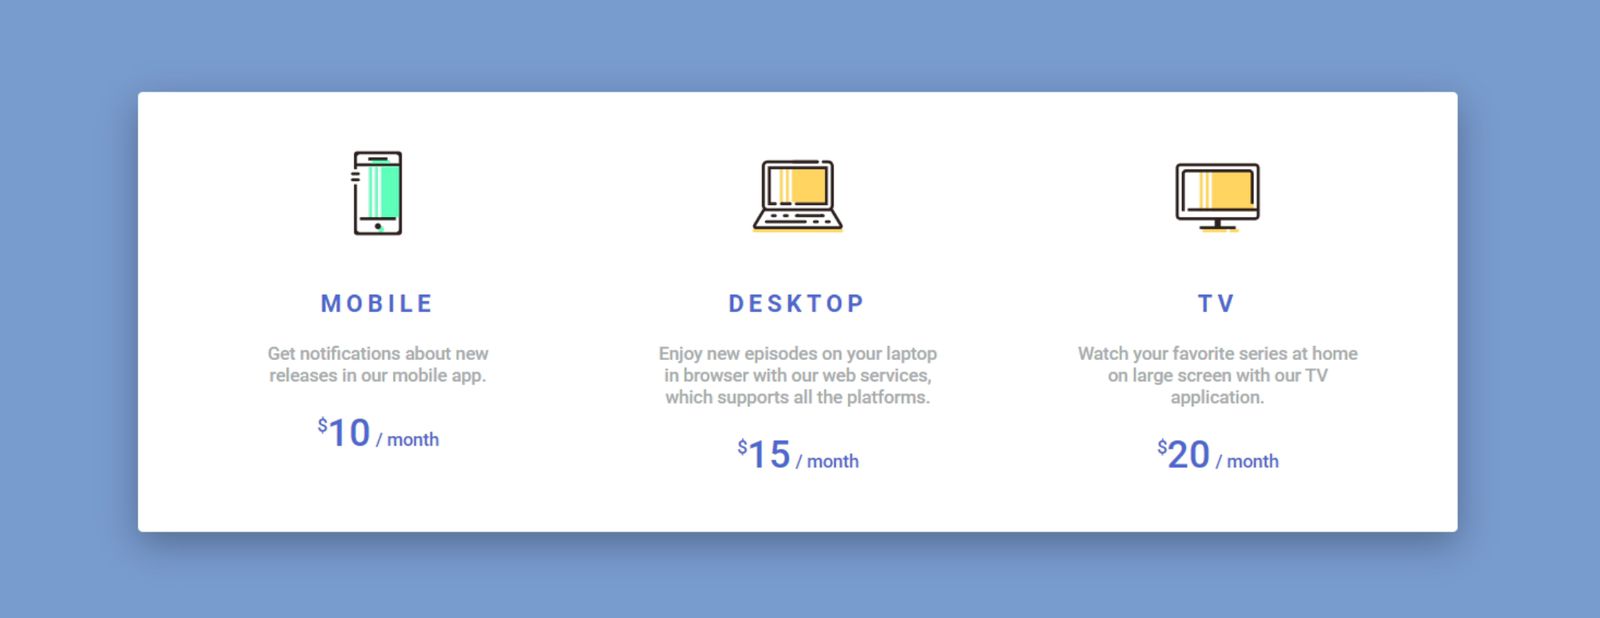 MOBILE
Get notifications about new
releases in our mobile app.
$10 / month
DESKTOP
Enjoy new episodes on your laptop
in browser with our web services,
which supports all the platforms.
$15 / month
TV
Watch your favorite series at home
on large screen with our TV
application.
$20 / month